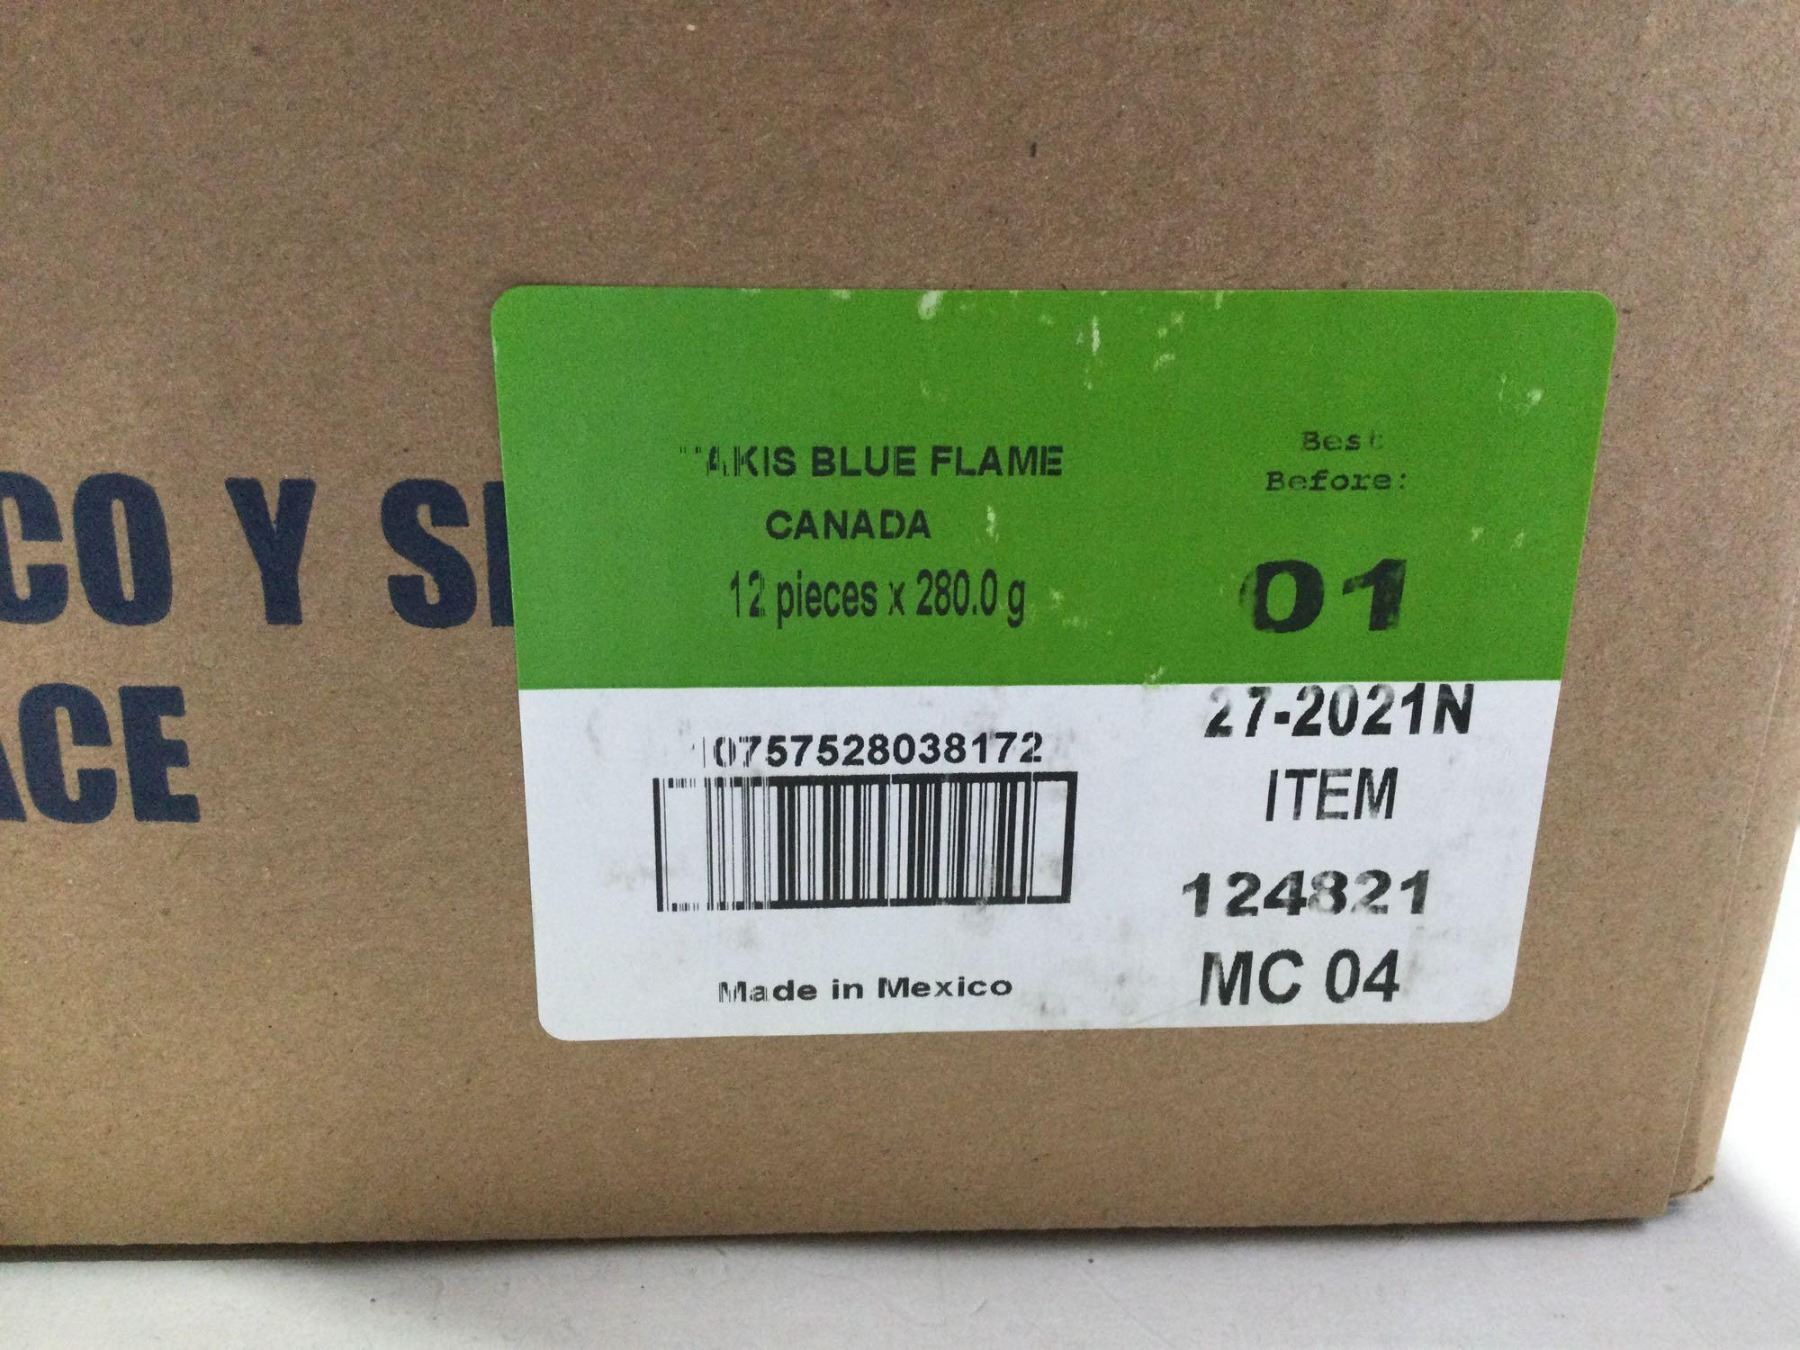 CO Y S
ACE
TAKIS BLUE FLAME
CANADA
12 pieces x 280.0 g
Best
Before:
01
27-2021N
ITEM
124821
MC 04
10757528038172
Made in Mexico